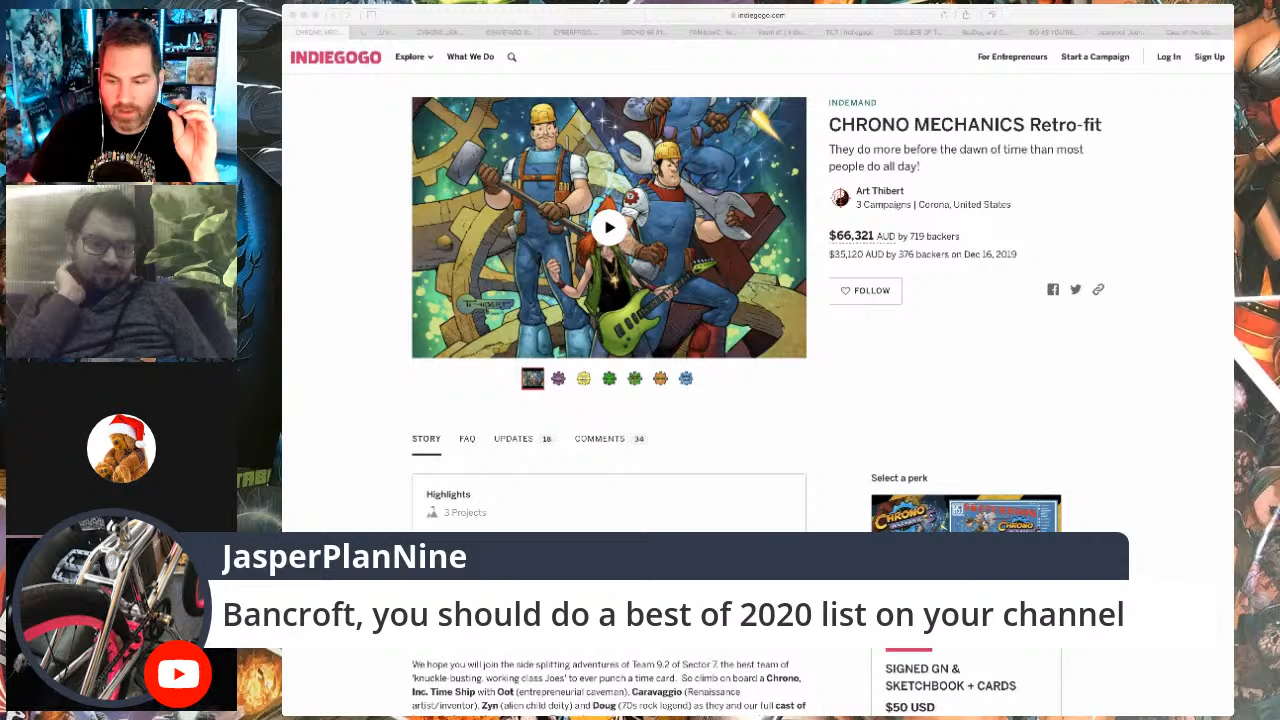 indiegogo.com
CHRONO MEC...
INDIEGOGO
Explore
What We Do
For Entrepreneurs
Start a Campaign
Log In
Sign Up
INDEMAND
CHRONO MECHANICS Retro-fit
They do more before the dawn of time than most
people do all day!
Art Thibert
3 Campaigns | Corona, United States
$66,321 AUD by 719 backers
$35,120 AUD by 376 backers on Dec 16, 2019
FOLLOW
STORY
FAQ
UPDATES 18
COMMENTS 34
Highlights
3 Projects
Select a perk
CHRONO
JasperPlanNine
Bancroft, you should do a best of 2020 list on your channel
We hope you will join the side splitting adventures of Team 9.2 of Sector 7, the best team of
'knuckle-busting, working class Joes' to ever punch a time card. So climb on board a Chrono,
Inc. Time Ship with Oot (entrepreneurial caveman), Caravaggio (Renaissance
artist/inventor), Zyn (alien child deity) and Doug (70s rock legend) as they and our full cast of
SIGNED GN &
SKETCHBOOK + CARDS
$50 USD